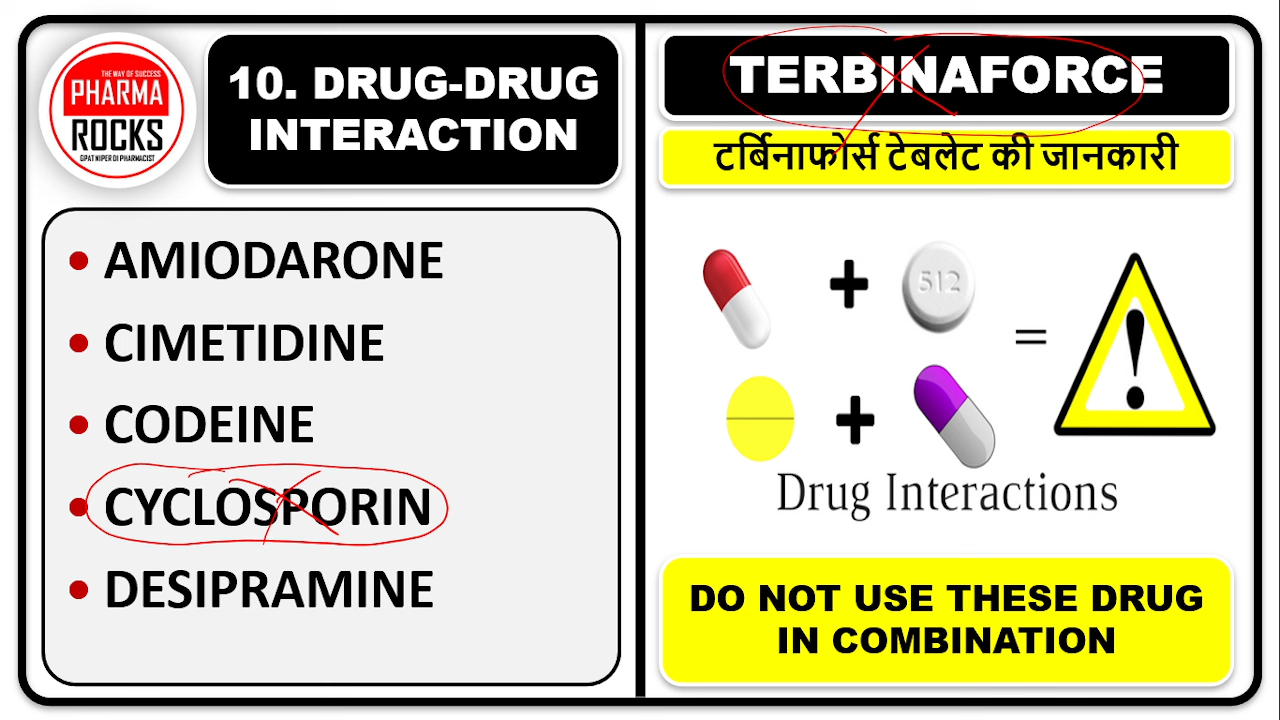 THE WAY OF SUCCESS
PHARMA
ROCKS
GPAT NIPER DI PHARMACIST
10. DRUG-DRUG
INTERACTION
• AMIODARONE
• CIMETIDINE
• CODEINE
• CYCLOSPORIN
• DESIPRAMINE
TERBINAFORCE
टर्बिनाफोर्स टेबलेट की जानकारी
+ 512
=
+
Drug Interactions
DO NOT USE THESE DRUG
IN COMBINATION